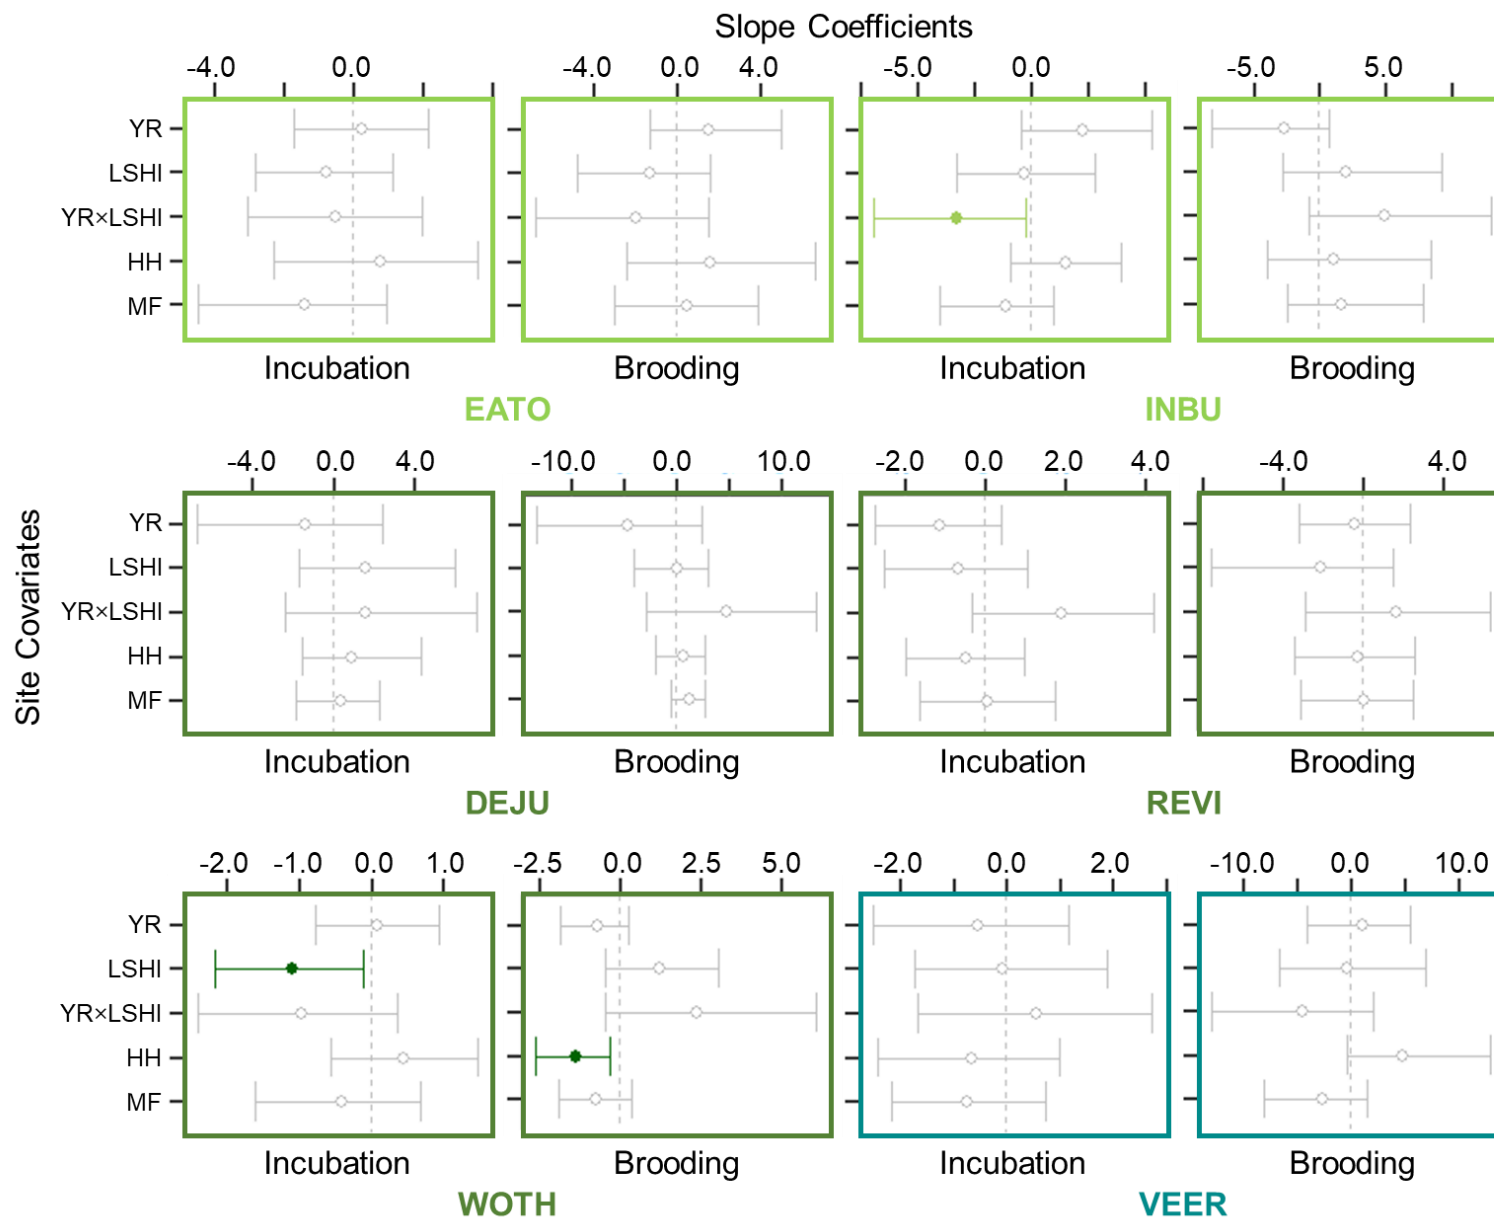 Slope Coefficients
-4.0 0.0 -4.0 0.0 4.0 -5.0 0.0 -5.0 5.0
YR
LSHI
YR×LSHI
HH
MF
Incubation Brooding Incubation Brooding
EATO INBU
-4.0 0.0 4.0 -10.0 0.0 10.0 -2.0 0.0 2.0 4.0 -4.0 4.0
Site Covariates
YR
LSHI
YR×LSHI
HH
MF
Incubation Brooding Incubation Brooding
DEJU REVI
-2.0 -1.0 0.0 1.0 -2.5 0.0 2.5 5.0 -2.0 0.0 2.0 -10.0 0.0 10.0
YR
LSHI
YR×LSHI
HH
MF
Incubation Brooding Incubation Brooding
WOTH VEER